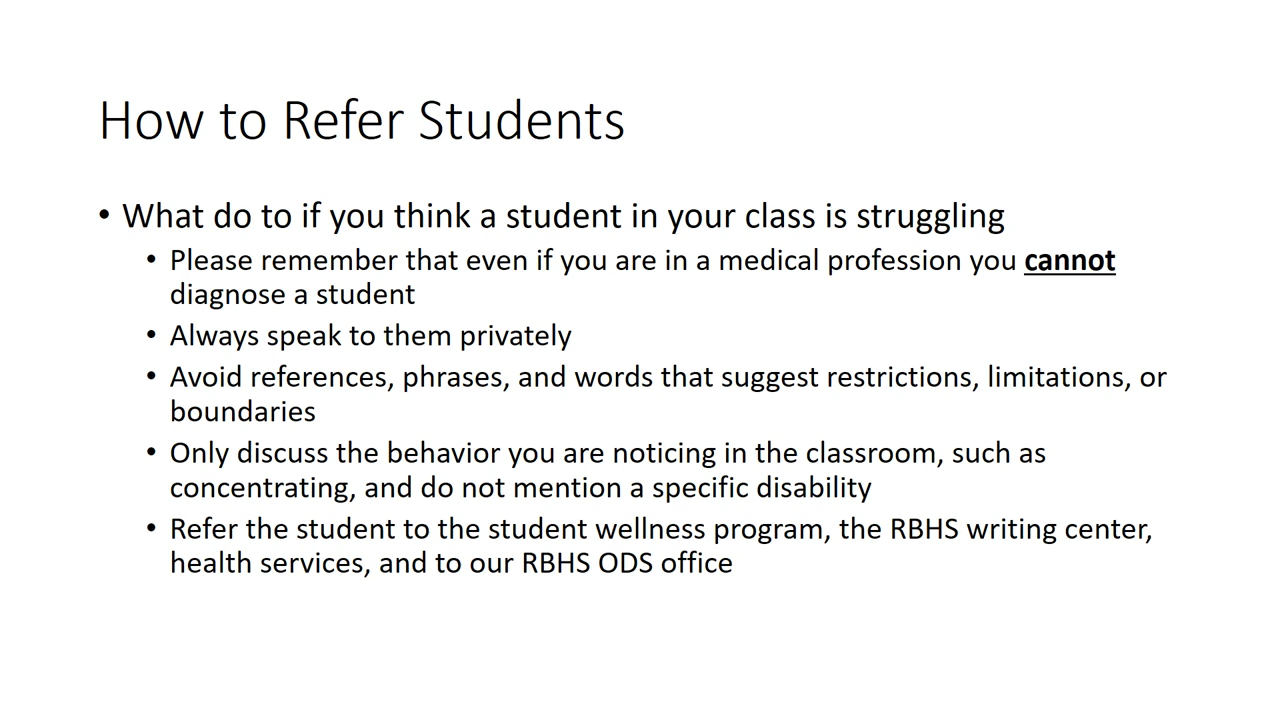 How to Refer Students
• What do to if you think a student in your class is struggling
• Please remember that even if you are in a medical profession you cannot
diagnose a student
• Always speak to them privately
• Avoid references, phrases, and words that suggest restrictions, limitations, or
boundaries
• Only discuss the behavior you are noticing in the classroom, such as
concentrating, and do not mention a specific disability
• Refer the student to the student wellness program, the RBHS writing center,
health services, and to our RBHS ODS office